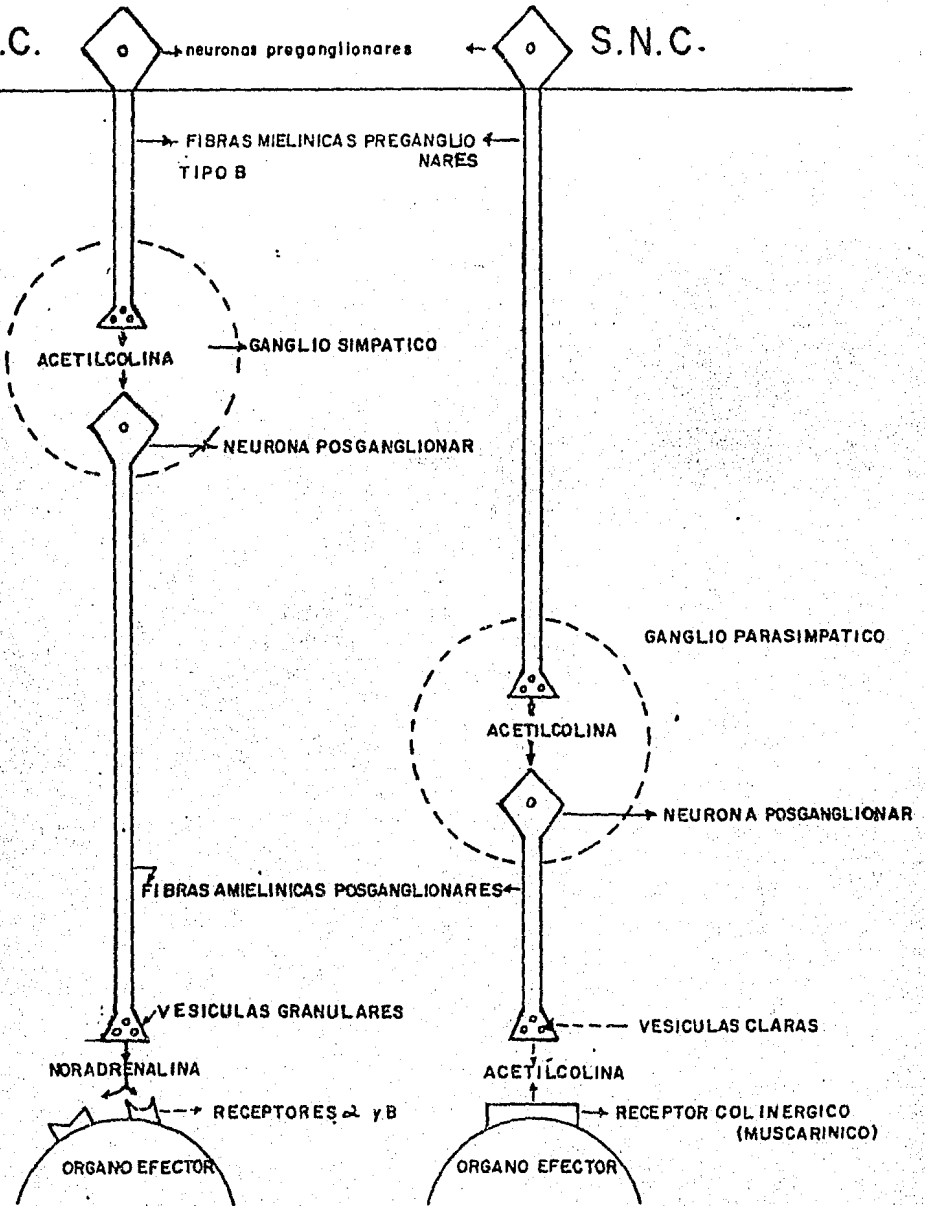 .C.
neuronas preganglionares
S.N.C.
FIBRAS MIELINICAS PREGANGLIO
NARES
TIPO B
ACETILCOLINA
GANGLIO SIMPATICO
NEURONA POSGANGLIONAR
GANGLIO PARASIMPATICO
ACETILCOLINA
NEURONA POSGANGLIONAR
FIBRAS AMIELINICAS POSGANGLIONARES
VESICULAS GRANULARES
VESICULAS CLARAS
NORADRENALINA
ACETILCOLINA
RECEPTORES α y B
RECEPTOR COLINERGICO
(MUSCARINICO)
ORGANO EFECTOR
ORGANO EFECTOR